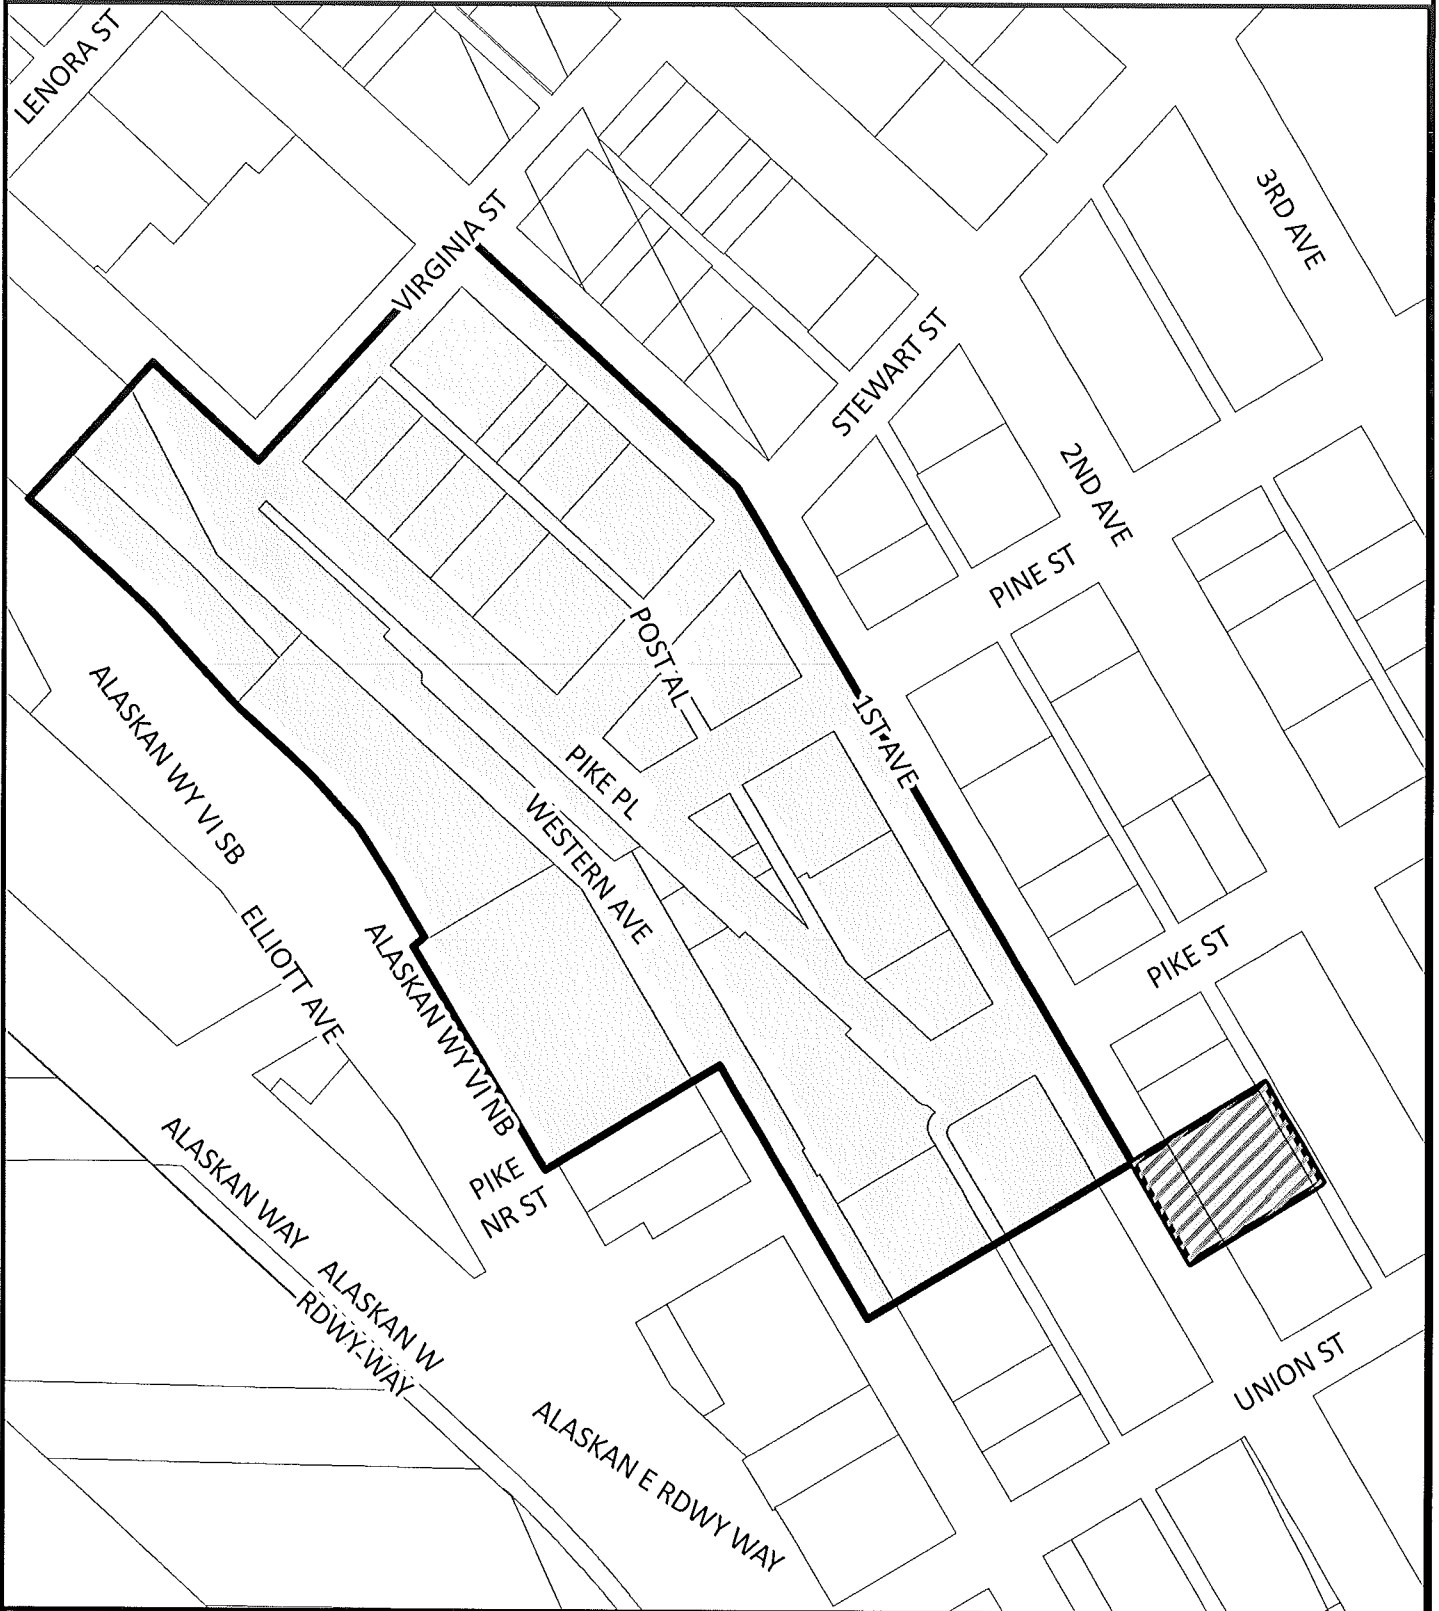 LENORA ST
VIRGINIA ST
3RD AVE
STEWART ST
2ND AVE
PINE ST
POST AL
1ST AVE
PIKE PL
WESTERN AVE
ALASKAN WY VI SB
ELLIOTT AVE
ALASKAN WY VI NB
PIKE ST
PIKE
NR ST
ALASKAN WAY
ALASKAN W
RDWY WAY
UNION ST
ALASKAN E RDWY WAY